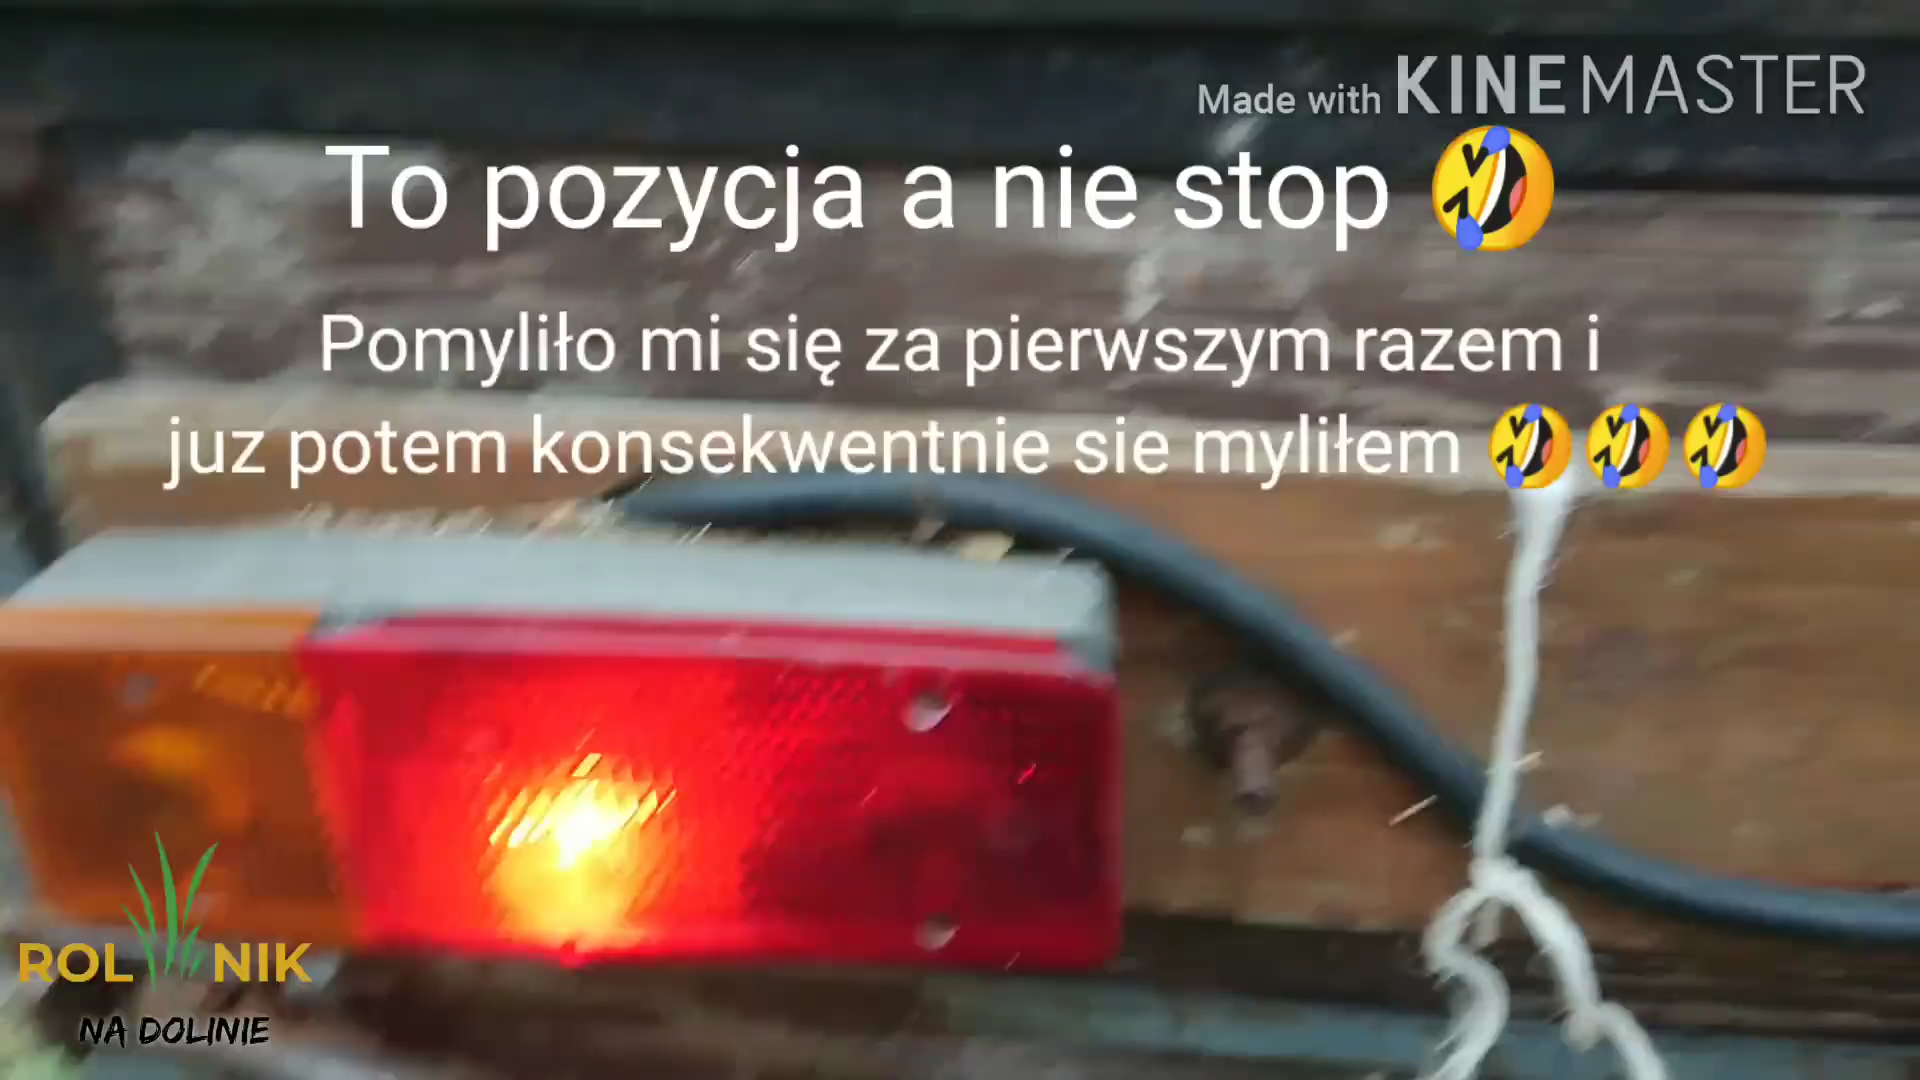 Made with KINEMASTER
To pozycja a nie stop 🤣
Pomyliło mi się za pierwszym razem i
juz potem konsekwentnie sie myliłem 🤣🤣🤣
ROLNIK
NA DOLINIE